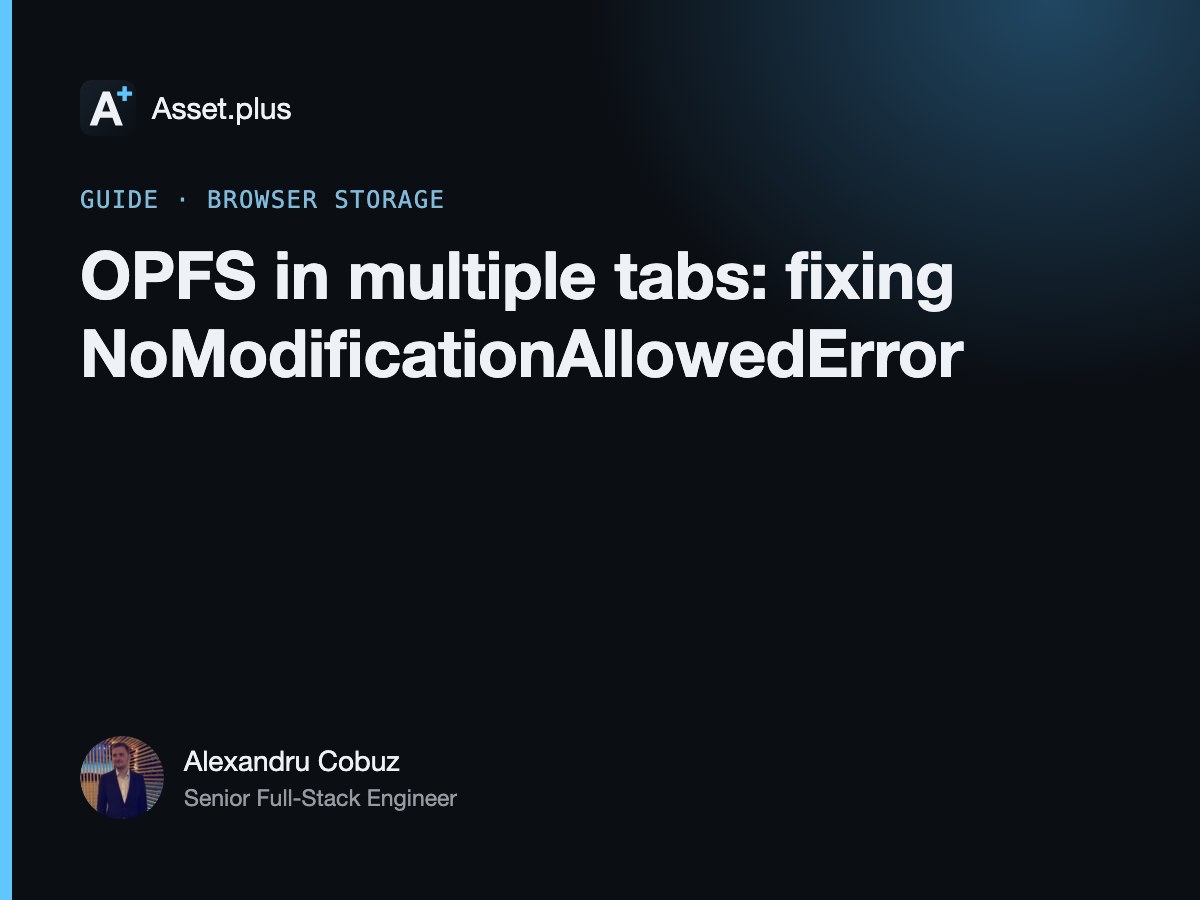 A+ Asset.plus
GUIDE · BROWSER STORAGE
OPFS in multiple tabs: fixing
NoModificationAllowedError
Alexandru Cobuz
Senior Full-Stack Engineer